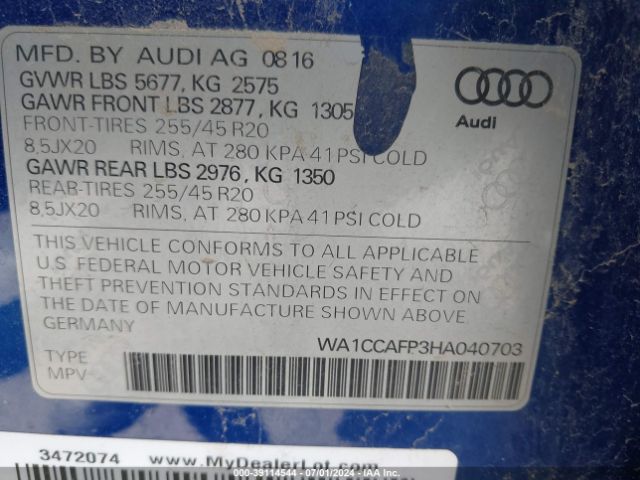 MFD. BY AUDI AG 08 16
GVWR LBS 5677, KG 2575
GAWR FRONT LBS 2877, KG 1305
FRONT-TIRES 255/45 R20
8,5JX20 RIMS, AT 280 KPA 41 PSI COLD
GAWR REAR LBS 2976, KG 1350
REAR-TIRES 255/45 R20
8,5JX20 RIMS, AT 280 KPA 41 PSI COLD
Audi
THIS VEHICLE CONFORMS TO ALL APPLICABLE
U.S. FEDERAL MOTOR VEHICLE SAFETY AND
THEFT PREVENTION STANDARDS IN EFFECT ON
THE DATE OF MANUFACTURE SHOWN ABOVE
GERMANY
WA1CCAFP3HA040703
TYPE
MPV
3472074 www.MyDealerLot.com
000-39114544 - 07/01/2024 - IAAI.COM